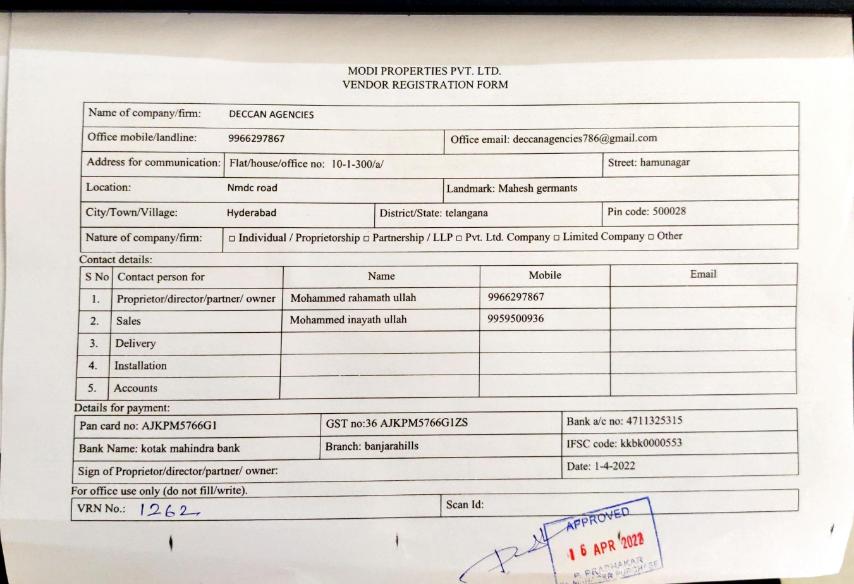 MODI PROPERTIES PVT. LTD.
VENDOR REGISTRATION FORM
Name of company/firm: DECCAN AGENCIES
Office mobile/landline: 9966297867 Office email: deccanagencies786@gmail.com
Address for communication: Flat/house/office no: 10-1-300/a/ Street: hamunagar
Location: Nmdc road Landmark: Mahesh germants
City/Town/Village: Hyderabad District/State: telangana Pin code: 500028
Nature of company/firm: □ Individual / Proprietorship □ Partnership / LLP □ Pvt. Ltd. Company □ Limited Company □ Other
Contact details:
S No Contact person for Name Mobile Email
1. Proprietor/director/partner/ owner Mohammed rahamath ullah 9966297867
2. Sales Mohammed inayath ullah 9959500936
3. Delivery
4. Installation
5. Accounts
Details for payment:
Pan card no: AJKPM5766G1 GST no:36 AJKPM5766G1ZS Bank a/c no: 4711325315
Bank Name: kotak mahindra bank Branch: banjarahills IFSC code: kkbk0000553
Sign of Proprietor/director/partner/ owner: Date: 1-4-2022
For office use only (do not fill/write).
VRN No.: 1262 Scan Id:
APPROVED
16 APR 2022
P. PRABHAKAR